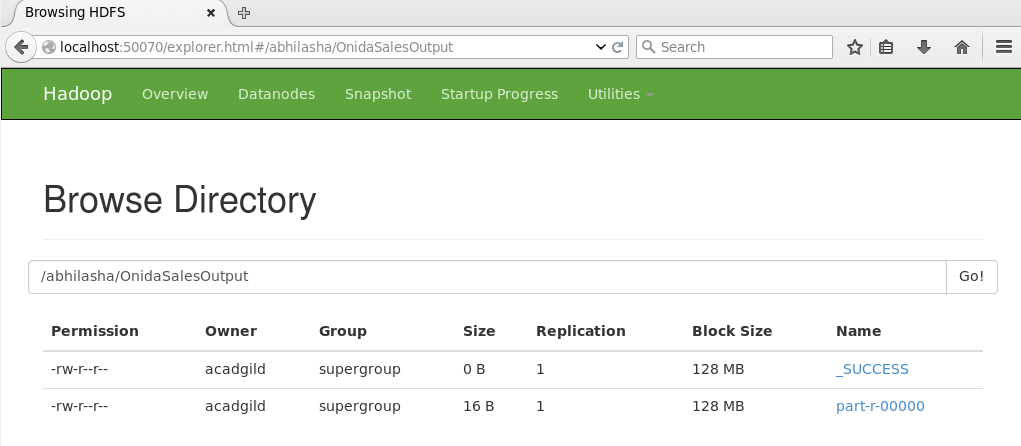 Browsing HDFS
localhost:50070/explorer.html#/abhilasha/OnidaSalesOutput Search
Hadoop Overview Datanodes Snapshot Startup Progress Utilities
Browse Directory
/abhilasha/OnidaSalesOutput Go!
Permission Owner Group Size Replication Block Size Name
-rw-r--r-- acadgild supergroup 0 B 1 128 MB _SUCCESS
-rw-r--r-- acadgild supergroup 16 B 1 128 MB part-r-00000